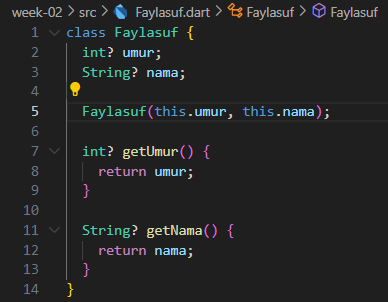 week-02 > src > Faylasuf.dart > Faylasuf > Faylasuf
1 class Faylasuf {
2 int? umur;
3 String? nama;
4
5 Faylasuf(this.umur, this.nama);
6
7 int? getUmur() {
8 return umur;
9 }
10
11 String? getNama() {
12 return nama;
13 }
14 }